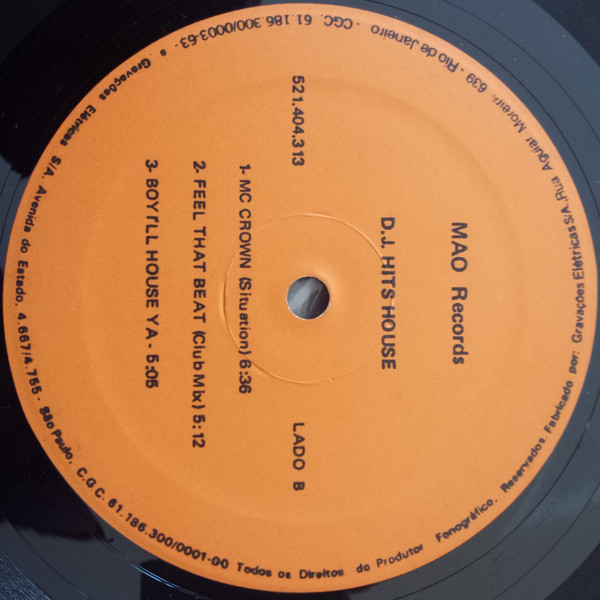 MAO Records
D.J. HITS HOUSE
521.404.313
LADO B
1- MC CROWN (Situation) 6:36
2- FEEL THAT BEAT (Club Mix) 5:12
3- BOY I'LL HOUSE YA - 5:05
Fabricado por: Gravações Elétricas S/A. Rua Aguiar Moreira, 639 - Rio de Janeiro - CGC. 61.186.300/0003-63 - e Gravações Elétricas S/A. Avenida do Estado, 4.667/4.755 - São Paulo, C.G.C. 61.186.300/0001-00 Todos os Direitos do Produtor Fonográfico. Reservados.